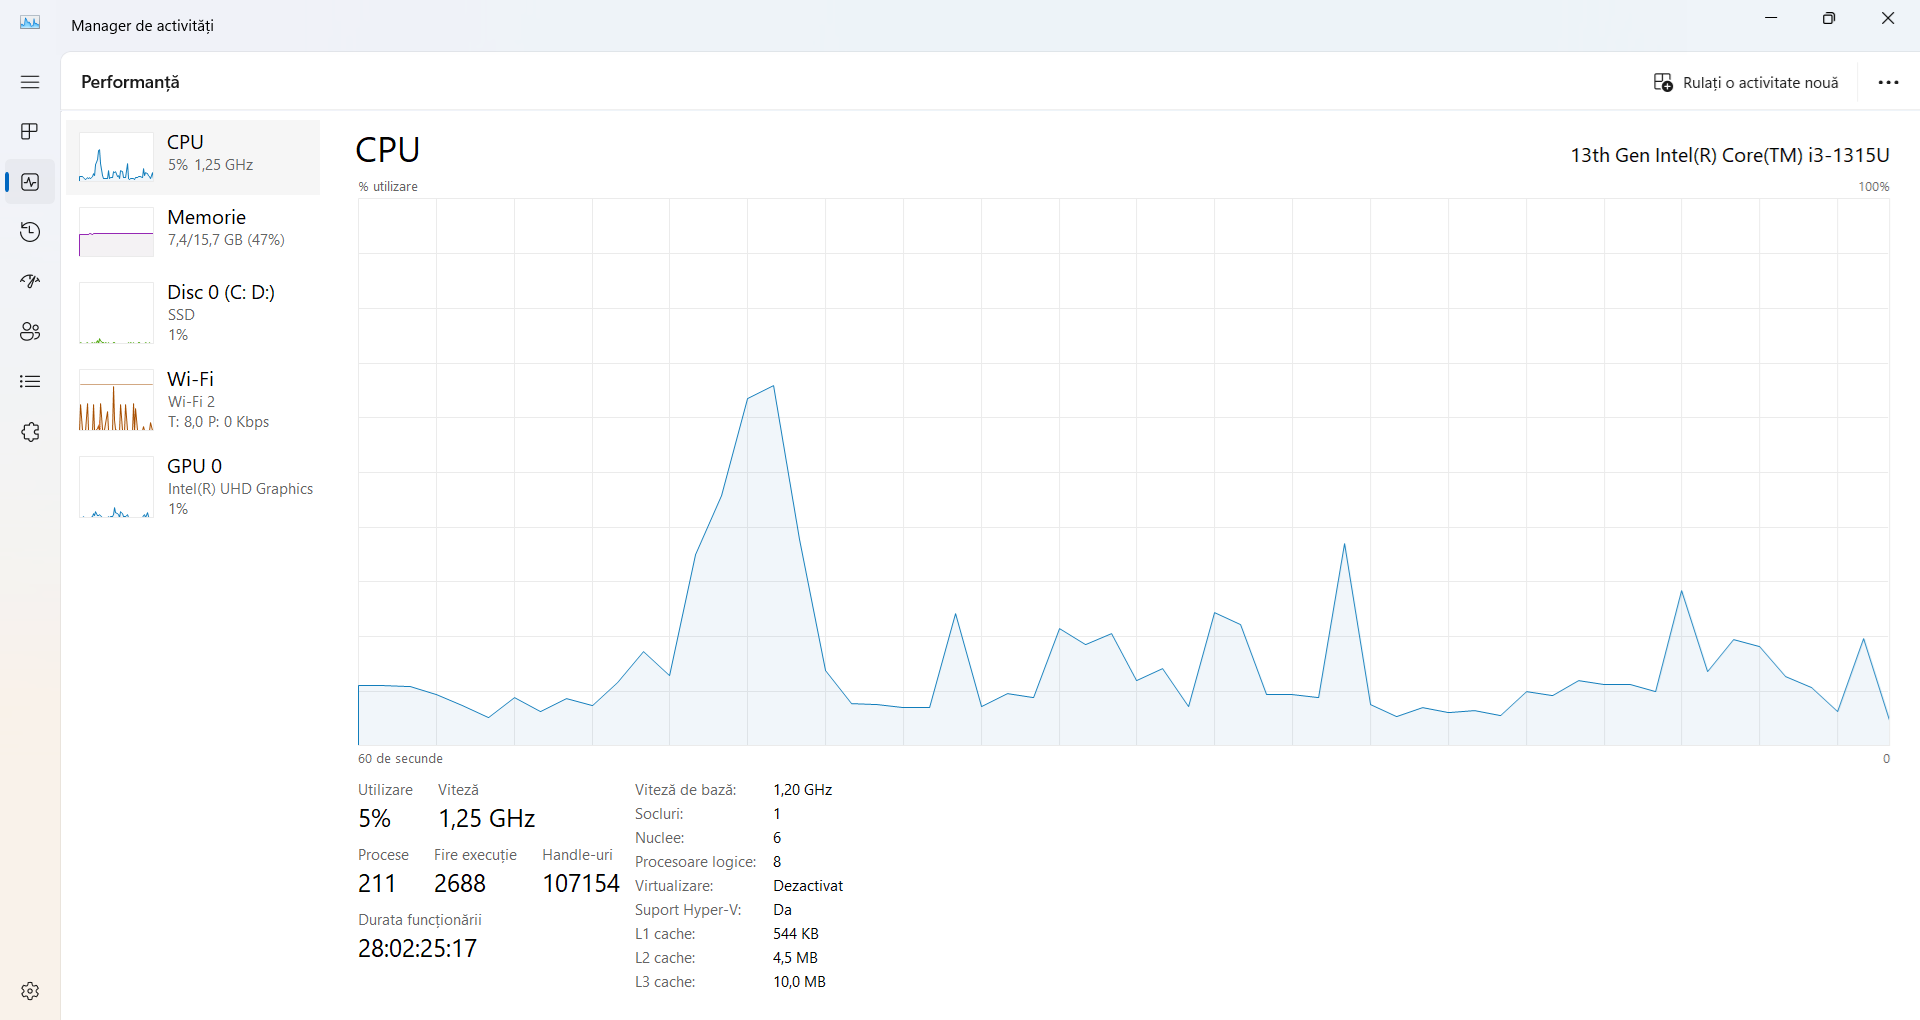 Manager de activități
Performanță
Rulați o activitate nouă
CPU
5% 1,25 GHz
Memorie
7,4/15,7 GB (47%)
Disc 0 (C: D:)
SSD
1%
Wi-Fi
Wi-Fi 2
T: 8,0 P: 0 Kbps
GPU 0
Intel(R) UHD Graphics
1%
CPU
13th Gen Intel(R) Core(TM) i3-1315U
% utilizare
100%
60 de secunde
0
Utilizare
Viteză
5%
1,25 GHz
Procese
Fire execuție
Handle-uri
211
2688
107154
Durata funcționării
28:02:25:17
Viteză de bază: 1,20 GHz
Socluri: 1
Nuclee: 6
Procesoare logice: 8
Virtualizare: Dezactivat
Suport Hyper-V: Da
L1 cache: 544 KB
L2 cache: 4,5 MB
L3 cache: 10,0 MB